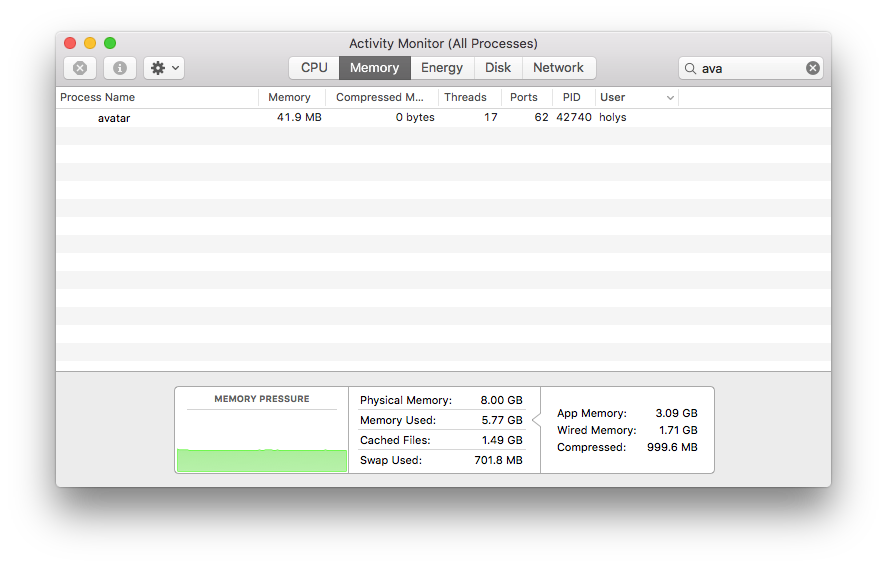 Activity Monitor (All Processes)
CPU Memory Energy Disk Network ava
Process Name Memory Compressed M... Threads Ports PID User
avatar 41.9 MB 0 bytes 17 62 42740 holys
MEMORY PRESSURE
Physical Memory: 8.00 GB
Memory Used: 5.77 GB
Cached Files: 1.49 GB
Swap Used: 701.8 MB
App Memory: 3.09 GB
Wired Memory: 1.71 GB
Compressed: 999.6 MB